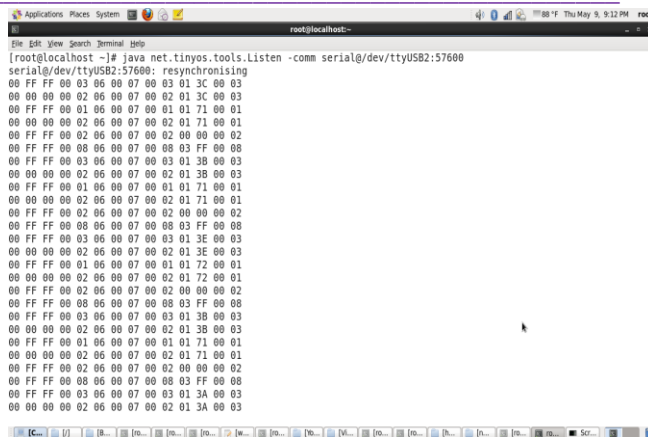 Applications Places System 88 °F Thu May 9, 9:12 PM roo
root@localhost:~
File Edit View Search Terminal Help
[root@localhost ~]# java net.tinyos.tools.Listen -comm serial@/dev/ttyUSB2:57600
serial@/dev/ttyUSB2:57600: resynchronising
00 FF FF 00 03 06 00 07 00 03 01 3C 00 03
00 00 00 00 02 06 00 07 00 02 01 3C 00 03
00 FF FF 00 01 06 00 07 00 01 01 71 00 01
00 00 00 00 02 06 00 07 00 02 01 71 00 01
00 FF FF 00 02 06 00 07 00 02 00 00 00 02
00 FF FF 00 08 06 00 07 00 08 03 FF 00 08
00 FF FF 00 03 06 00 07 00 03 01 3B 00 03
00 00 00 00 02 06 00 07 00 02 01 3B 00 03
00 FF FF 00 01 06 00 07 00 01 01 71 00 01
00 00 00 00 02 06 00 07 00 02 01 71 00 01
00 FF FF 00 02 06 00 07 00 02 00 00 00 02
00 FF FF 00 08 06 00 07 00 08 03 FF 00 08
00 FF FF 00 03 06 00 07 00 03 01 3E 00 03
00 00 00 00 02 06 00 07 00 02 01 3E 00 03
00 FF FF 00 01 06 00 07 00 01 01 72 00 01
00 00 00 00 02 06 00 07 00 02 01 72 00 01
00 FF FF 00 02 06 00 07 00 02 00 00 00 02
00 FF FF 00 08 06 00 07 00 08 03 FF 00 08
00 FF FF 00 03 06 00 07 00 03 01 3B 00 03
00 00 00 00 02 06 00 07 00 02 01 3B 00 03
00 FF FF 00 01 06 00 07 00 01 01 71 00 01
00 00 00 00 02 06 00 07 00 02 01 71 00 01
00 FF FF 00 02 06 00 07 00 02 00 00 00 02
00 FF FF 00 08 06 00 07 00 08 03 FF 00 08
00 FF FF 00 03 06 00 07 00 03 01 3A 00 03
00 00 00 00 02 06 00 07 00 02 01 3A 00 03
[C... [/] [B... [ro... [ro... [ro... [w... [ro... [Yo... [Vi... [ro... [ro... [h... [n... [ro... ro... Scr...